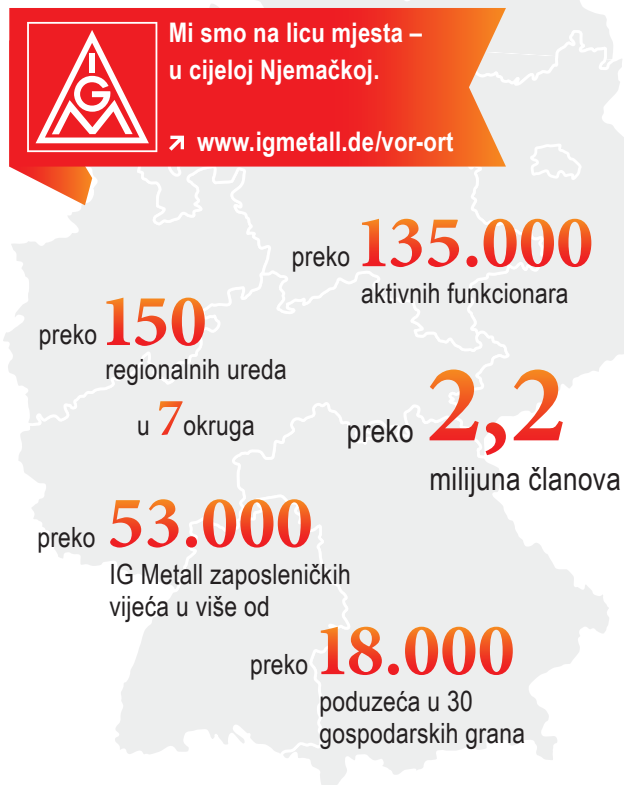 IGM
Mi smo na licu mjesta –
u cijeloj Njemačkoj.
↗ www.igmetall.de/vor-ort
preko 135.000
aktivnih funkcionara
preko 150
regionalnih ureda
u 7 okruga
preko 2,2
milijuna članova
preko 53.000
IG Metall zaposleničkih
vijeća u više od
preko 18.000
poduzeća u 30
gospodarskih grana